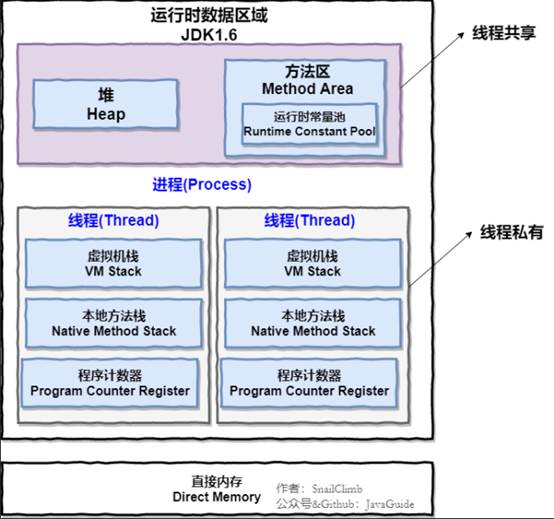 运行时数据区域
JDK1.6
线程共享
堆
Heap
方法区
Method Area
运行时常量池
Runtime Constant Pool
进程(Process)
线程(Thread)
虚拟机栈
VM Stack
本地方法栈
Native Method Stack
程序计数器
Program Counter Register
线程(Thread)
虚拟机栈
VM Stack
本地方法栈
Native Method Stack
程序计数器
Program Counter Register
线程私有
直接内存
Direct Memory
作者：SnailClimb
公众号&Github：JavaGuide